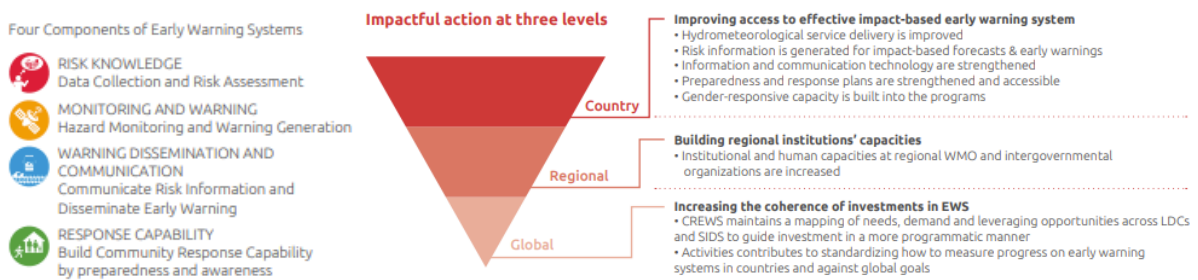 Four Components of Early Warning Systems
RISK KNOWLEDGE
Data Collection and Risk Assessment
MONITORING AND WARNING
Hazard Monitoring and Warning Generation
WARNING DISSEMINATION AND
COMMUNICATION
Communicate Risk Information and
Disseminate Early Warning
RESPONSE CAPABILITY
Build Community Response Capability
by preparedness and awareness
Impactful action at three levels
Country
Regional
Global
Improving access to effective impact-based early warning system
• Hydrometeorological service delivery is improved
• Risk information is generated for impact-based forecasts & early warnings
• Information and communication technology are strengthened
• Preparedness and response plans are strengthened and accessible
• Gender-responsive capacity is built into the programs
Building regional institutions’ capacities
• Institutional and human capacities at regional WMO and intergovernmental
organizations are increased
Increasing the coherence of investments in EWS
• CREWS maintains a mapping of needs, demand and leveraging opportunities across LDCs
and SIDS to guide investment in a more programmatic manner
• Activities contributes to standardizing how to measure progress on early warning
systems in countries and against global goals